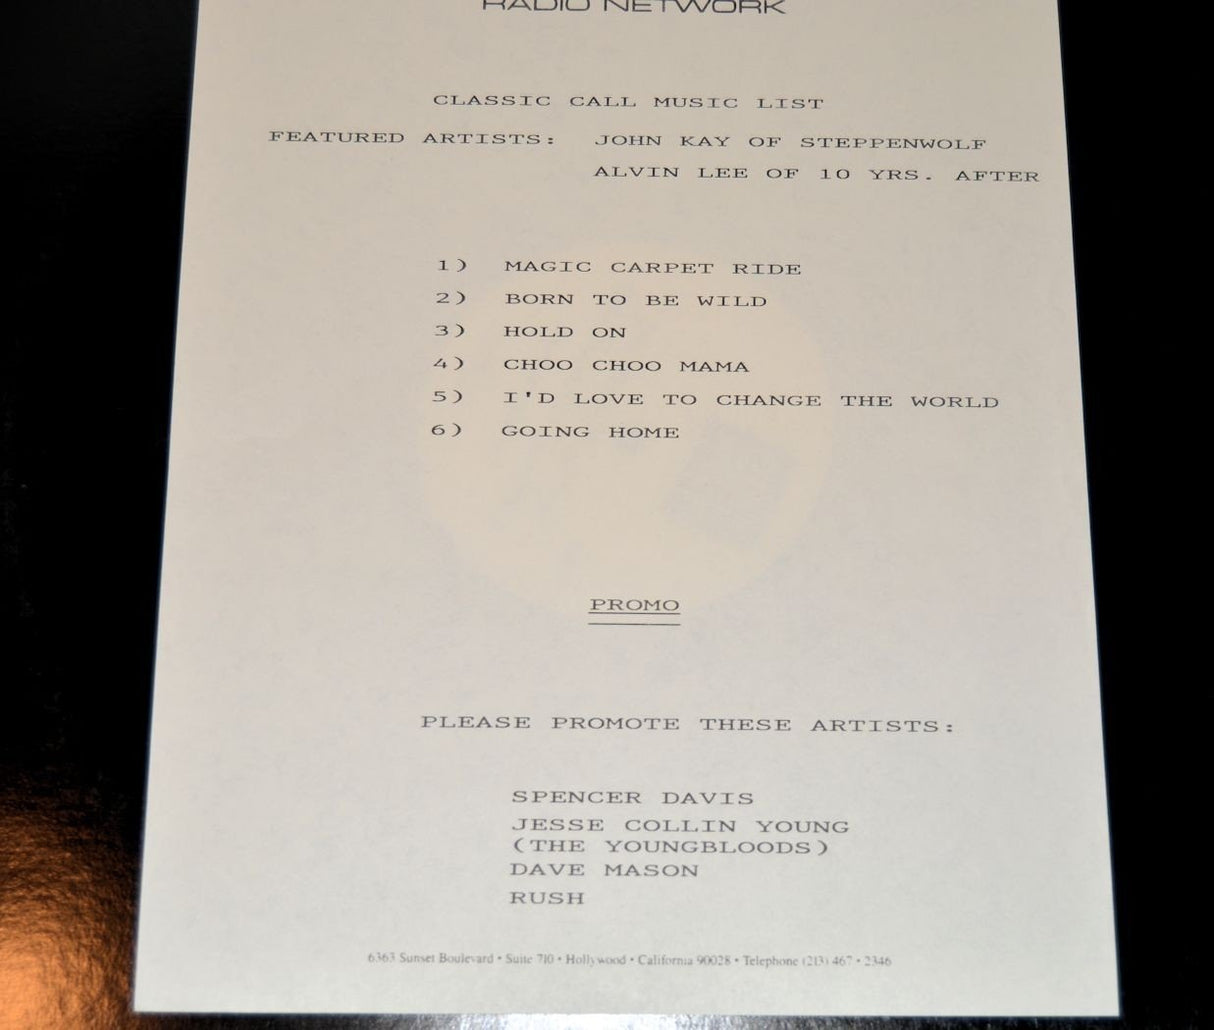 RADIO NETWORK
CLASSIC CALL MUSIC LIST
FEATURED ARTISTS: JOHN KAY OF STEPPENWOLF
ALVIN LEE OF 10 YRS. AFTER
1) MAGIC CARPET RIDE
2) BORN TO BE WILD
3) HOLD ON
4) CHOO CHOO MAMA
5) I'D LOVE TO CHANGE THE WORLD
6) GOING HOME
PROMO
PLEASE PROMOTE THESE ARTISTS:
SPENCER DAVIS
JESSE COLLIN YOUNG
(THE YOUNGBLOODS)
DAVE MASON
RUSH
6363 Sunset Boulevard • Suite 710 • Hollywood • California 90028 • Telephone (213) 467 • 2346